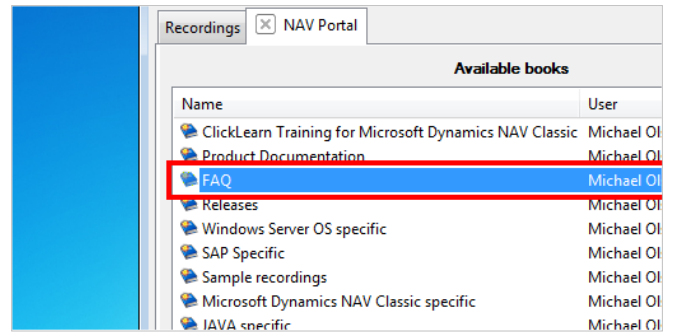 Recordings NAV Portal
Available books
Name User
ClickLearn Training for Microsoft Dynamics NAV Classic Michael Ol
Product Documentation Michael Ol
FAQ Michael Ol
Releases Michael Ol
Windows Server OS specific Michael Ol
SAP Specific Michael Ol
Sample recordings Michael Ol
Microsoft Dynamics NAV Classic specific Michael Ol
JAVA specific Michael Ol